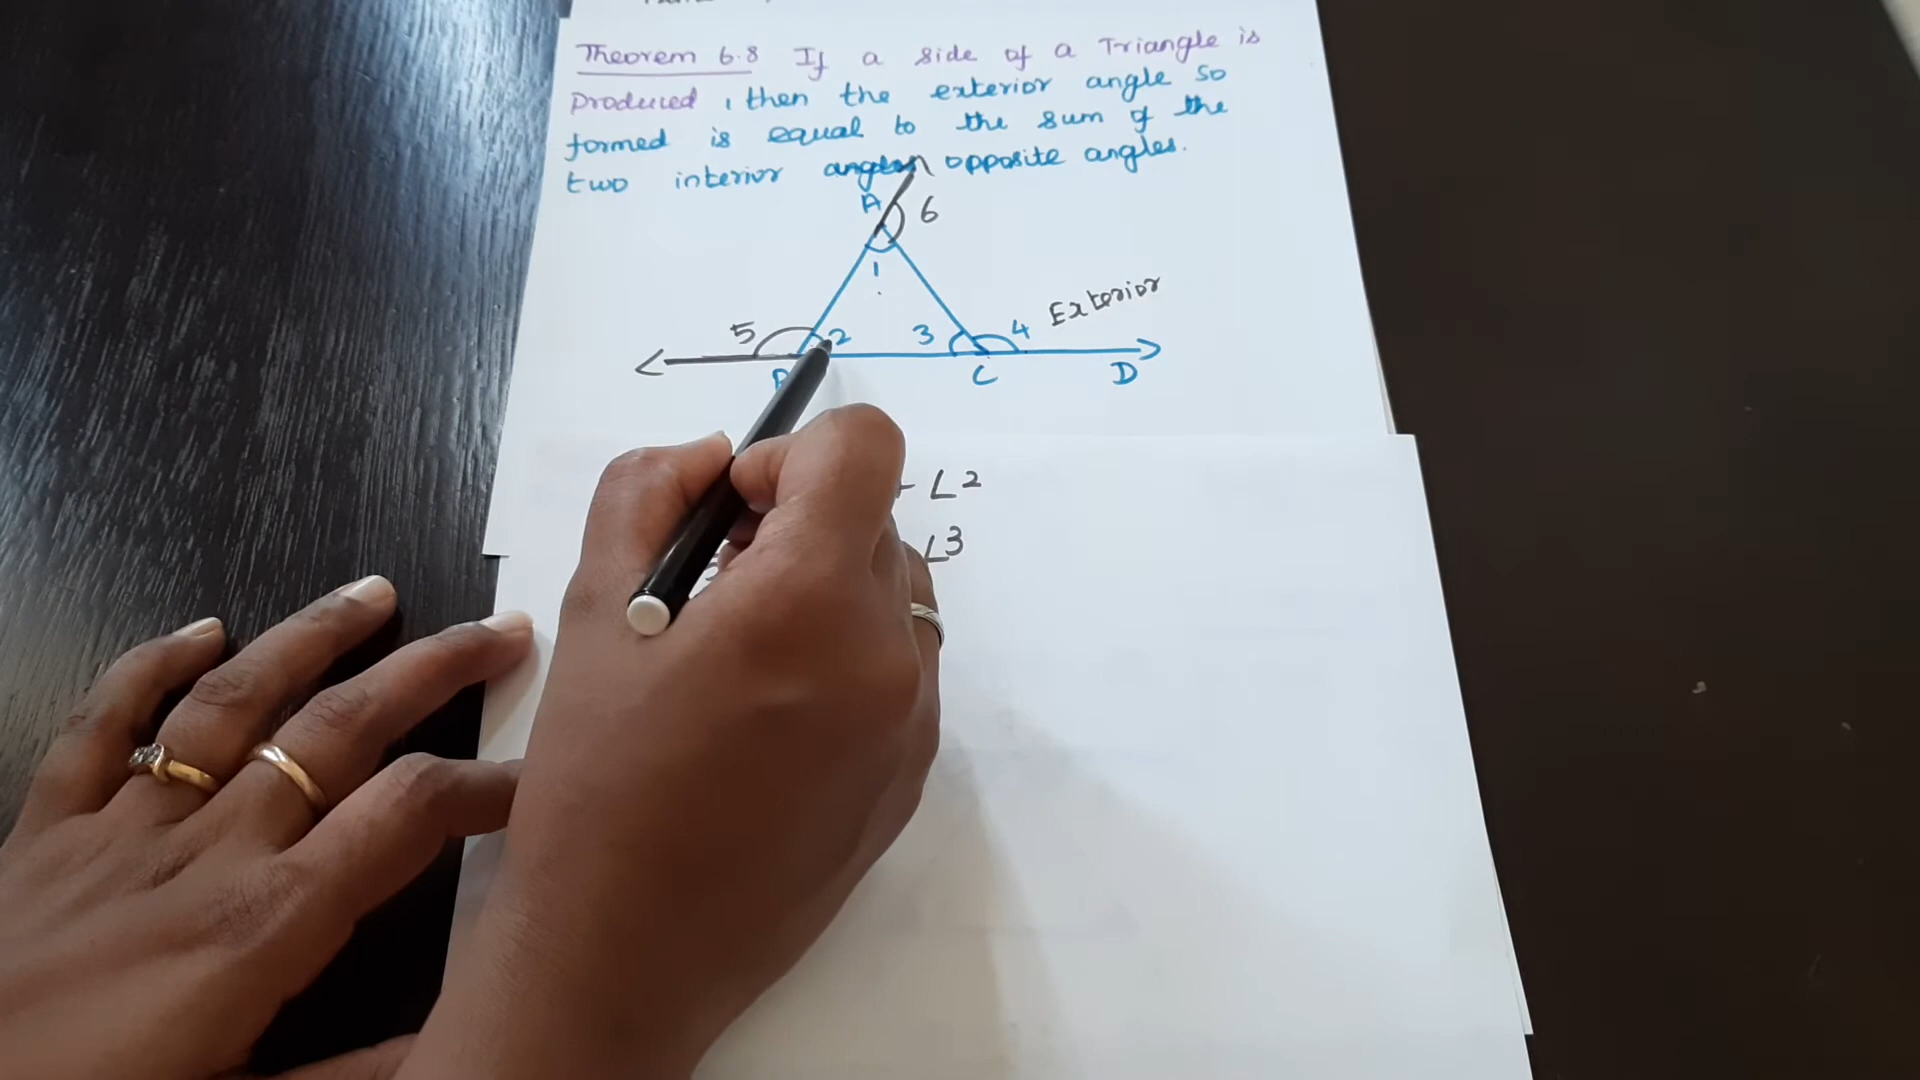 Theorem 6.8 If a side of a Triangle is
produced, then the exterior angle so
formed is equal to the sum of the
two interior angles opposite angles.
A
6
1
Exterior
5 2 3 4
C D
+ ∠2
∠3